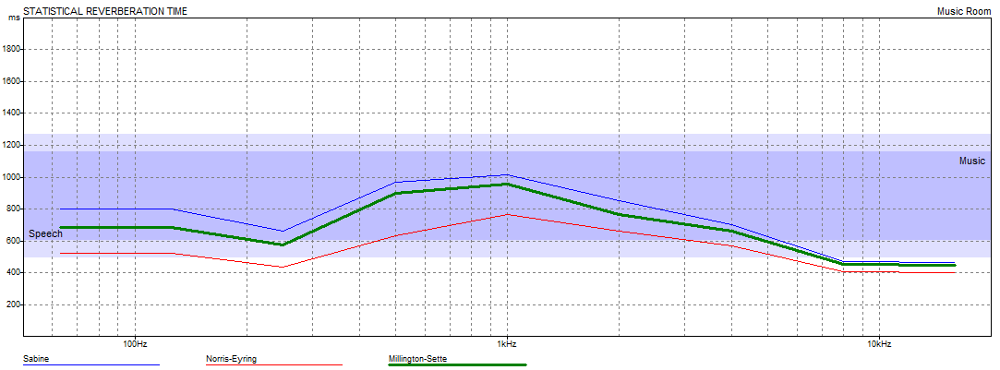 STATISTICAL REVERBERATION TIME Music Room
ms
1800
1600
1400
1200
Music
1000
800
Speech
600
400
200
100Hz 1kHz 10kHz
Sabine Norris-Eyring Millington-Sette